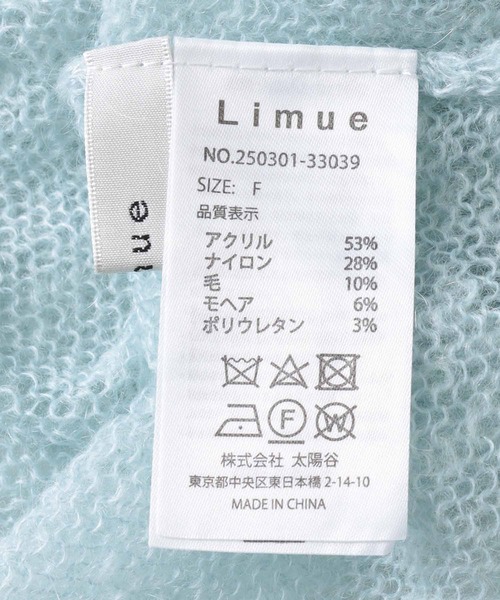 Limue
NO.250301-33039
SIZE: F
品質表示
アクリル 53%
ナイロン 28%
毛 10%
モヘア 6%
ポリウレタン 3%
F W
株式会社 太陽谷
東京都中央区東日本橋2-14-10
MADE IN CHINA
mue